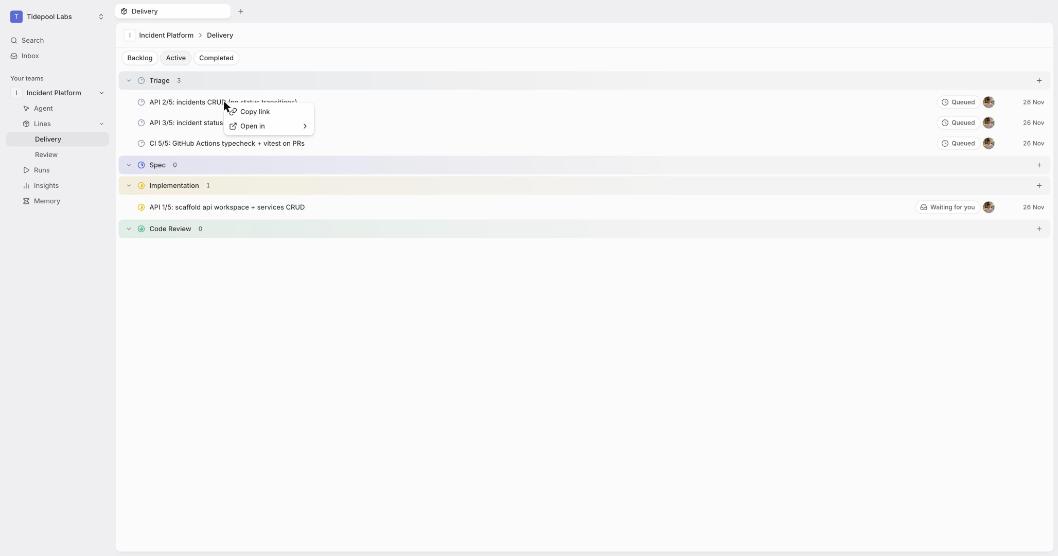 T Tidepool Labs
Delivery
Search
Inbox
Your teams
I Incident Platform
Agent
Lines
Delivery
Review
Runs
Insights
Memory
I Incident Platform > Delivery
Backlog Active Completed
Triage 3
API 2/5: incidents CRUD Queued 26 Nov
Copy link
API 3/5: incident status Queued 26 Nov
Open in
CI 5/5: GitHub Actions typecheck + vitest on PRs Queued 26 Nov
Spec 0
Implementation 1
API 1/5: scaffold api workspace + services CRUD Waiting for you 26 Nov
Code Review 0